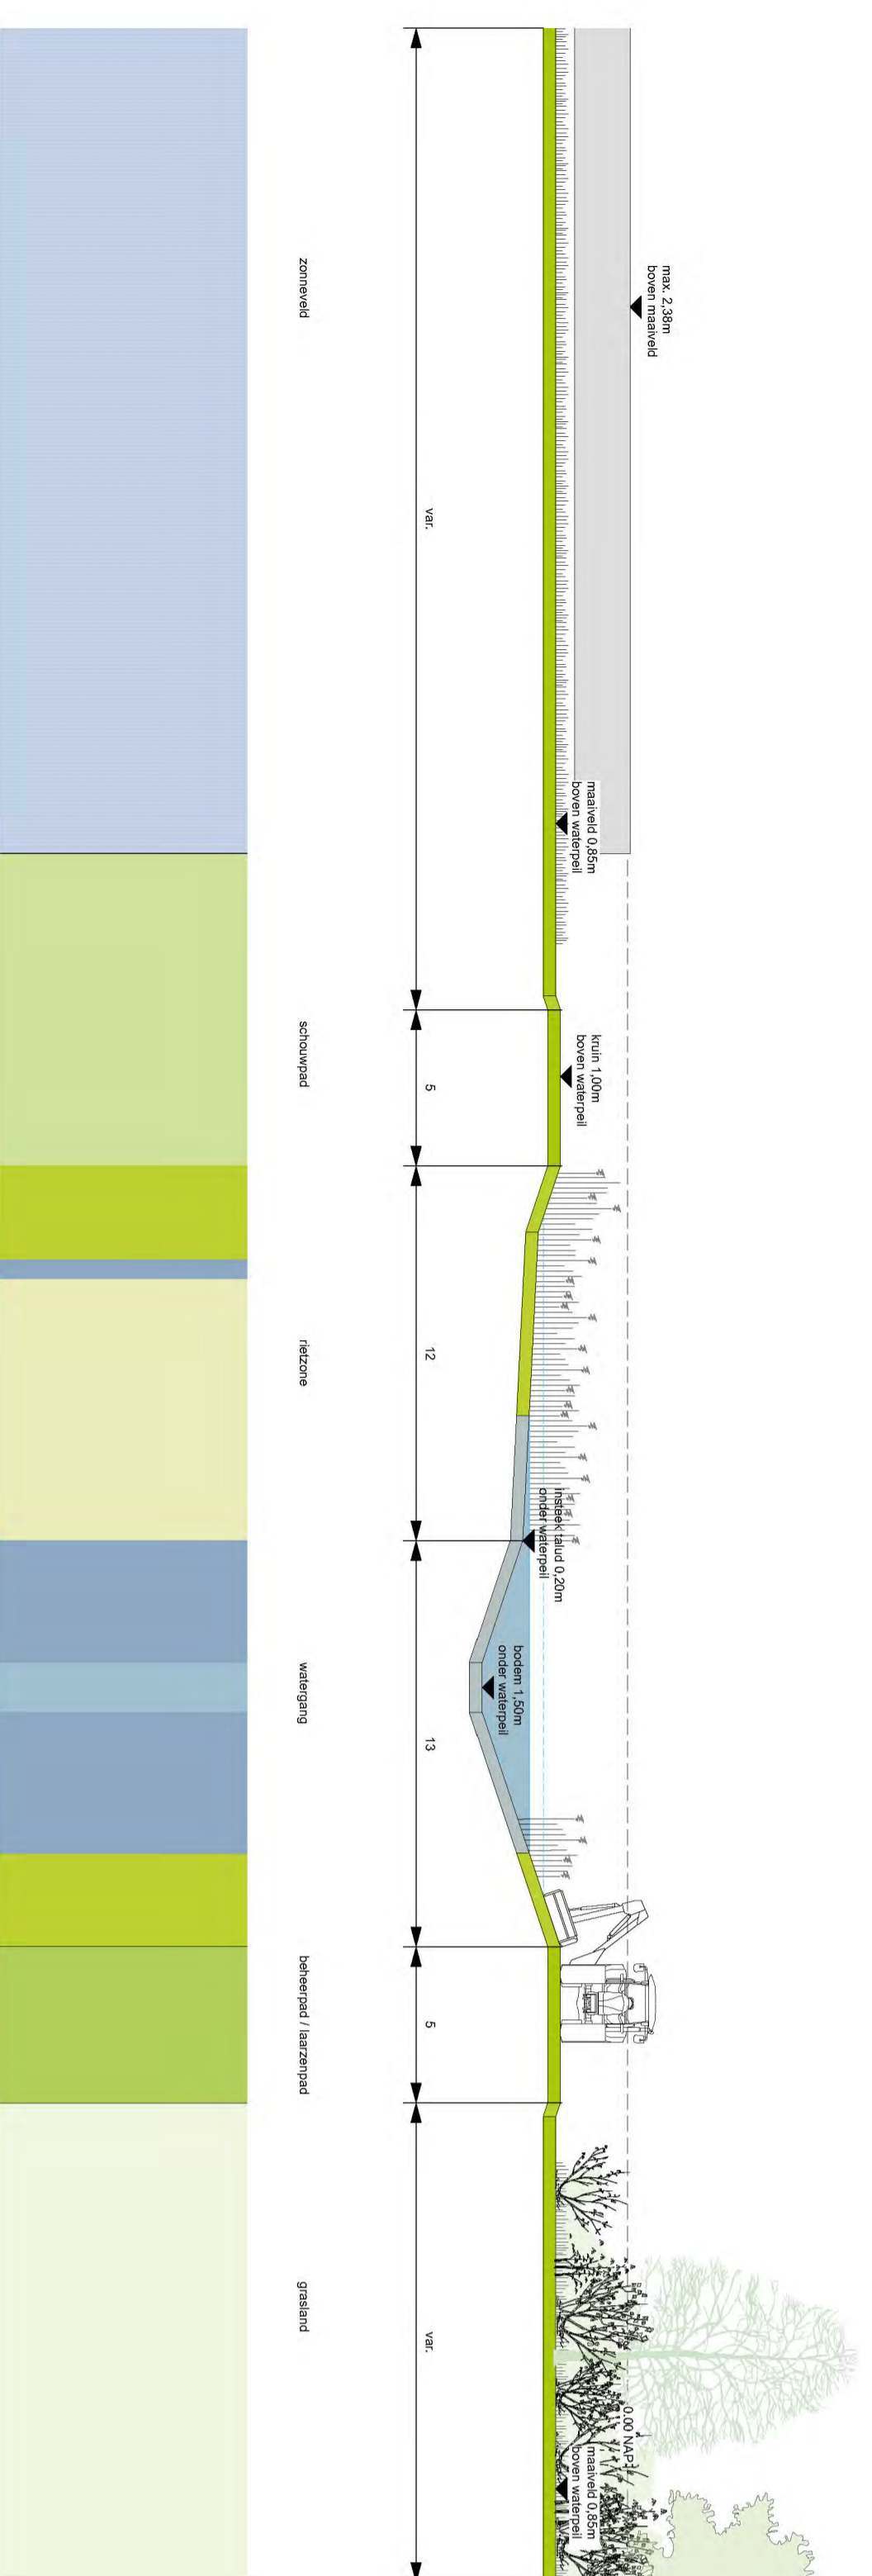 max. 2,38m
boven maaiveld
maaiveld 0,85m
boven waterpeil
kruin 1,00m
boven waterpeil
insteek talud 0,20m
onder waterpeil
bodem 1,50m
onder waterpeil
0.00 NAP
maaiveld 0,85m
boven waterpeil
var.
5
12
13
5
var.
zonneveld
schouwpad
rietzone
watergang
beheerpad / laarzenpad
grasland